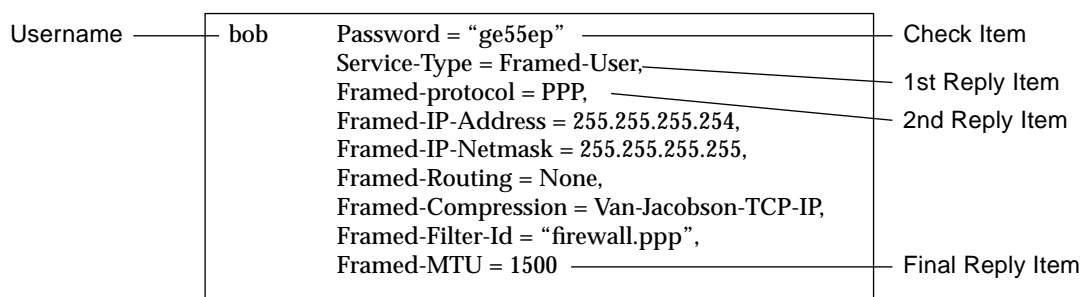 Username bob Password = “ge55ep” Check Item
Service-Type = Framed-User,
1st Reply Item
Framed-protocol = PPP,
2nd Reply Item
Framed-IP-Address = 255.255.255.254,
Framed-IP-Netmask = 255.255.255.255,
Framed-Routing = None,
Framed-Compression = Van-Jacobson-TCP-IP,
Framed-Filter-Id = “firewall.ppp”,
Framed-MTU = 1500 Final Reply Item